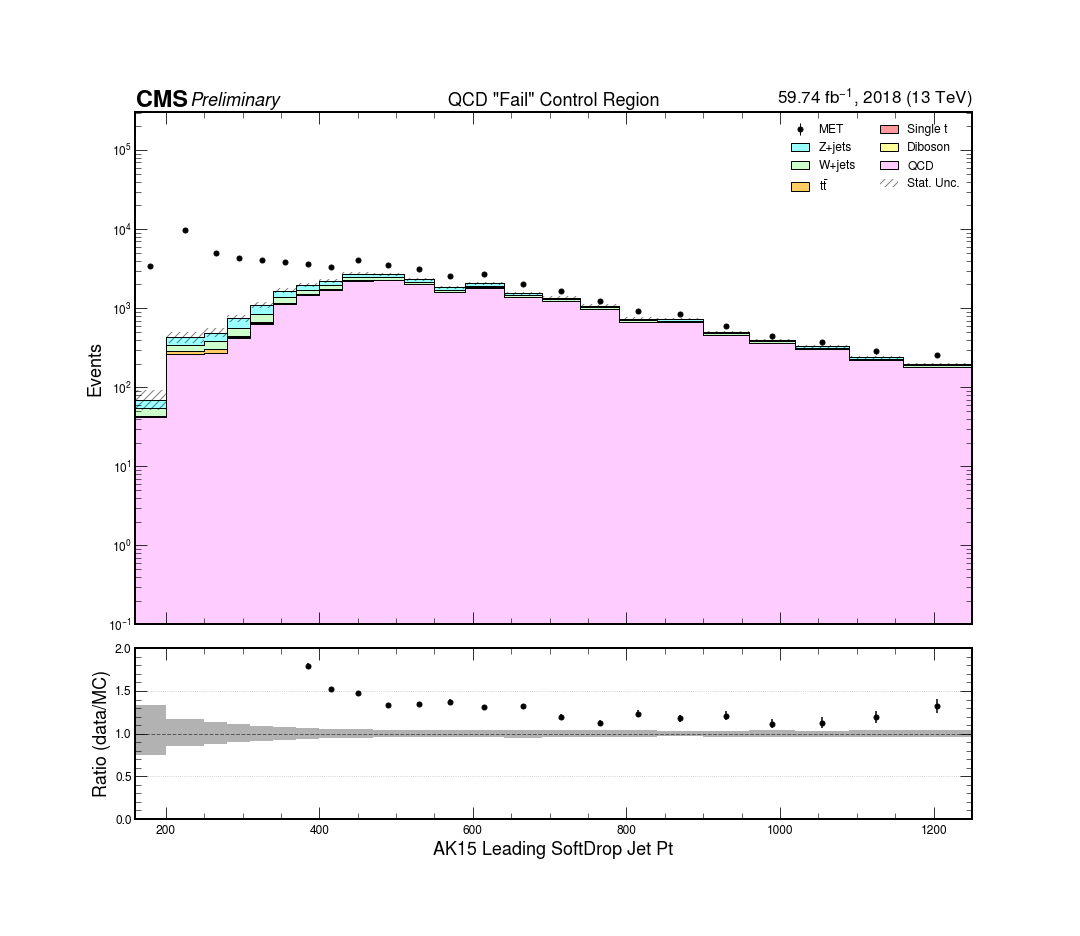 CMS Preliminary QCD "Fail" Control Region 59.74 fb⁻¹, 2018 (13 TeV)
MET
Z+jets
W+jets
tt̄
Single t
Diboson
QCD
Stat. Unc.
Events
10⁵
10⁴
10³
10²
10¹
10⁰
10⁻¹
Ratio (data/MC)
2.0
1.5
1.0
0.5
0.0
200 400 600 800 1000 1200
AK15 Leading SoftDrop Jet Pt